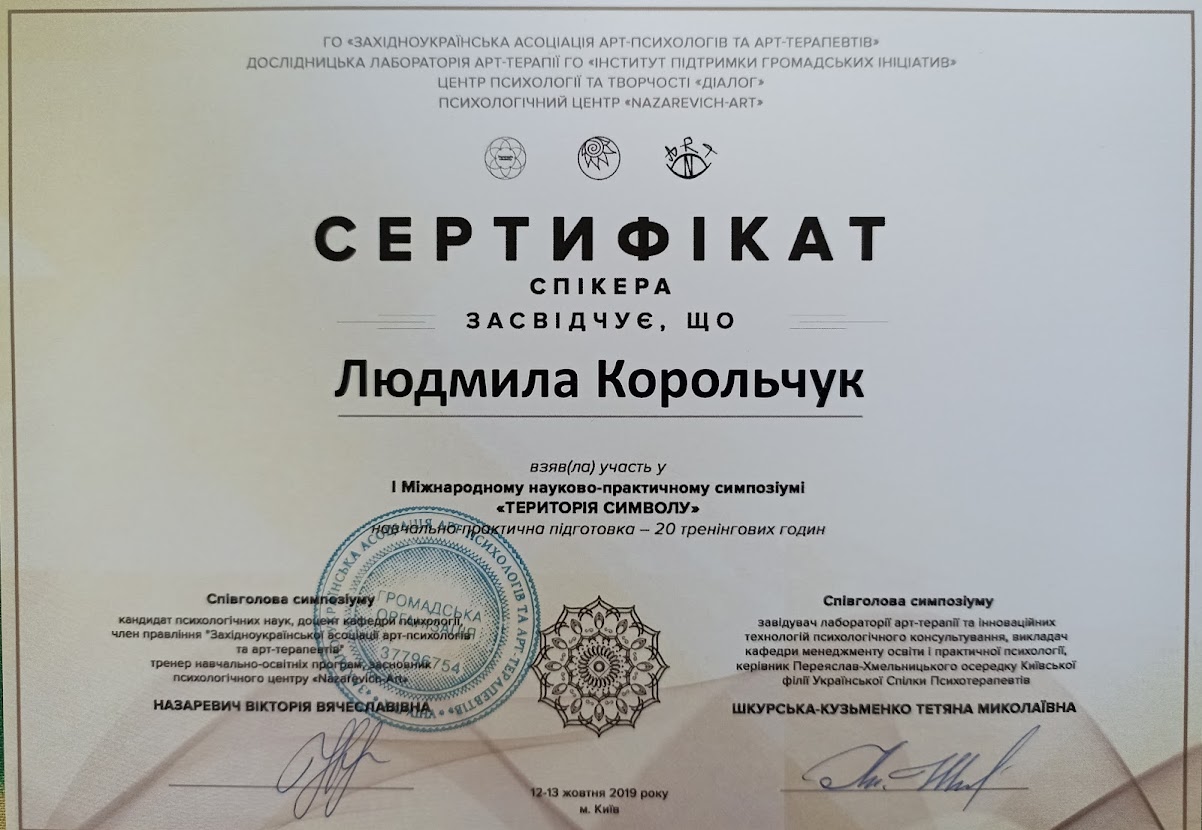 ГО «ЗАХІДНОУКРАЇНСЬКА АСОЦІАЦІЯ АРТ-ПСИХОЛОГІВ ТА АРТ-ТЕРАПЕВТІВ»
ДОСЛІДНИЦЬКА ЛАБОРАТОРІЯ АРТ-ТЕРАПІЇ ГО «ІНСТИТУТ ПІДТРИМКИ ГРОМАДСЬКИХ ІНІЦІАТИВ»
ЦЕНТР ПСИХОЛОГІЇ ТА ТВОРЧОСТІ «ДІАЛОГ»
ПСИХОЛОГІЧНИЙ ЦЕНТР «NAZAREVICH-ART»
ART
N
СЕРТИФІКАТ
СПІКЕРА
ЗАСВІДЧУЄ, ЩО
Людмила Корольчук
взяв(ла) участь у
І Міжнародному науково-практичному симпозіумі
«ТЕРИТОРІЯ СИМВОЛУ»
навчально-практична підготовка – 20 тренінгових годин
Співголова симпозіуму
кандидат психологічних наук, доцент кафедри психології,
член правління "Західноукраїнської асоціації арт-психологів
та арт-терапевтів"
тренер навчально-освітніх програм, засновник
психологічного центру «Nazarevich-Art»
НАЗАРЕВИЧ ВІКТОРІЯ ВЯЧЕСЛАВІВНА
ГРОМАДСЬКА
ОРГАНІЗАЦІЯ
37796754
АСОЦІАЦІЯ АРТ-ПСИХОЛОГІВ ТА АРТ-ТЕРАПЕВТІВ»
Співголова симпозіуму
завідувач лабораторії арт-терапії та інноваційних
технологій психологічного консультування, викладач
кафедри менеджменту освіти і практичної психології,
керівник Переяслав-Хмельницького осередку Київської
філії Української Спілки Психотерапевтів
ШКУРСЬКА-КУЗЬМЕНКО ТЕТЯНА МИКОЛАЇВНА
12-13 жовтня 2019 року
м. Київ